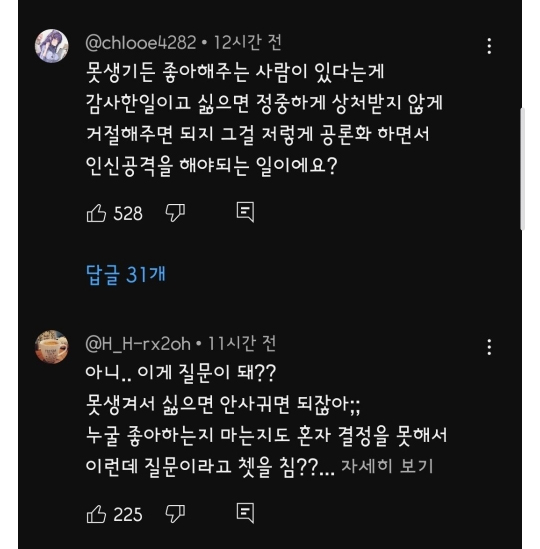 @chlooe4282 • 12시간 전
못생기든 좋아해주는 사람이 있다는게
감사한일이고 싫으면 정중하게 상처받지 않게
거절해주면 되지 그걸 저렇게 공론화 하면서
인신공격을 해야되는 일이에요?
528
답글 31개
@H_H-rx2oh • 11시간 전
아니.. 이게 질문이 돼??
못생겨서 싫으면 안사귀면 되잖아;;
누굴 좋아하는지 마는지도 혼자 결정을 못해서
이런데 질문이라고 쳇을 침??... 자세히 보기
225